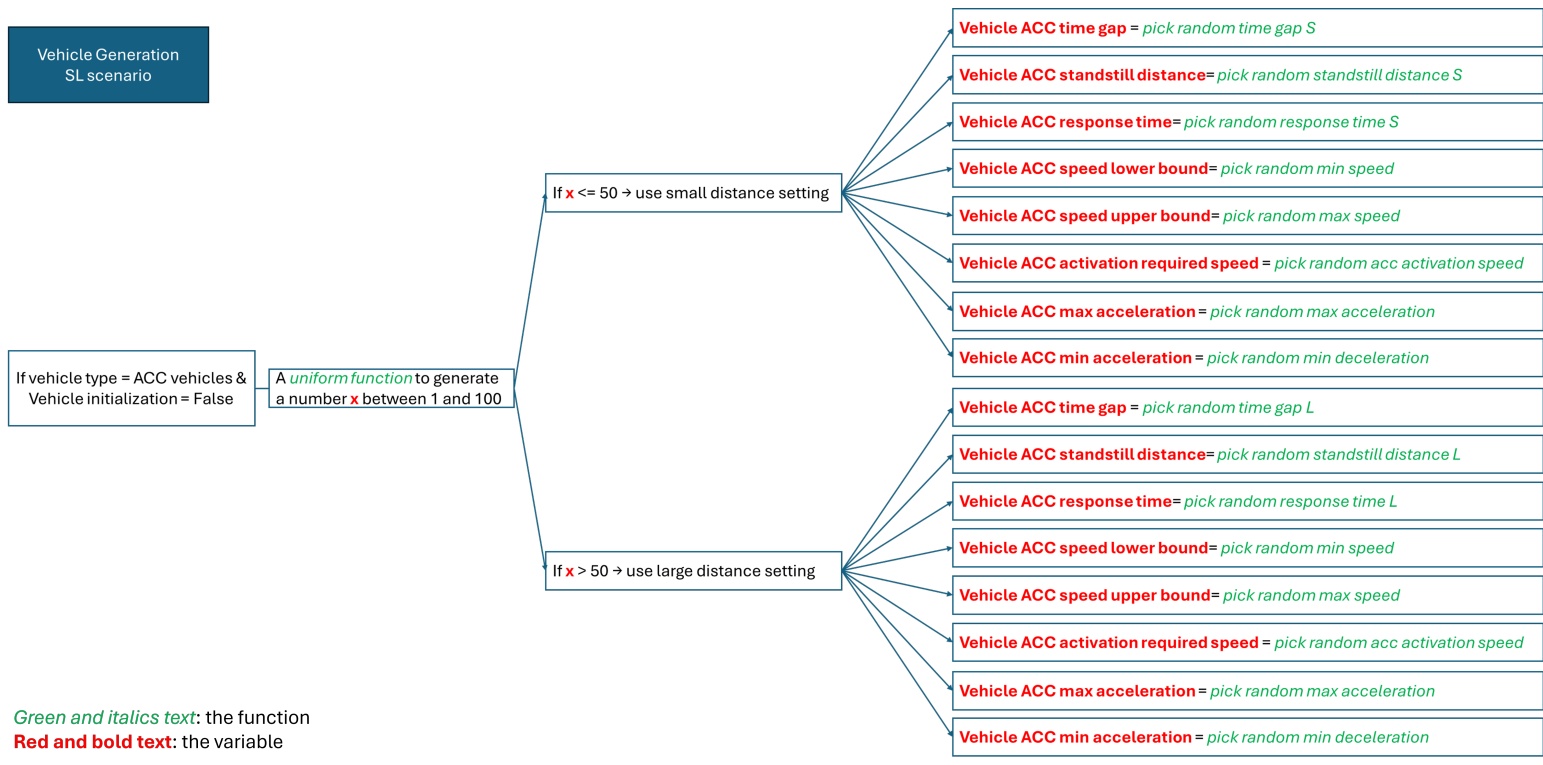 Vehicle Generation
SL scenario
If vehicle type = ACC vehicles &
Vehicle initialization = False
A uniform function to generate
a number x between 1 and 100
If x <= 50 → use small distance setting
Vehicle ACC time gap = pick random time gap S
Vehicle ACC standstill distance= pick random standstill distance S
Vehicle ACC response time= pick random response time S
Vehicle ACC speed lower bound= pick random min speed
Vehicle ACC speed upper bound= pick random max speed
Vehicle ACC activation required speed = pick random acc activation speed
Vehicle ACC max acceleration = pick random max acceleration
Vehicle ACC min acceleration = pick random min deceleration
If x > 50 → use large distance setting
Vehicle ACC time gap = pick random time gap L
Vehicle ACC standstill distance= pick random standstill distance L
Vehicle ACC response time= pick random response time L
Vehicle ACC speed lower bound= pick random min speed
Vehicle ACC speed upper bound= pick random max speed
Vehicle ACC activation required speed = pick random acc activation speed
Vehicle ACC max acceleration = pick random max acceleration
Vehicle ACC min acceleration = pick random min deceleration
Green and italics text: the function
Red and bold text: the variable